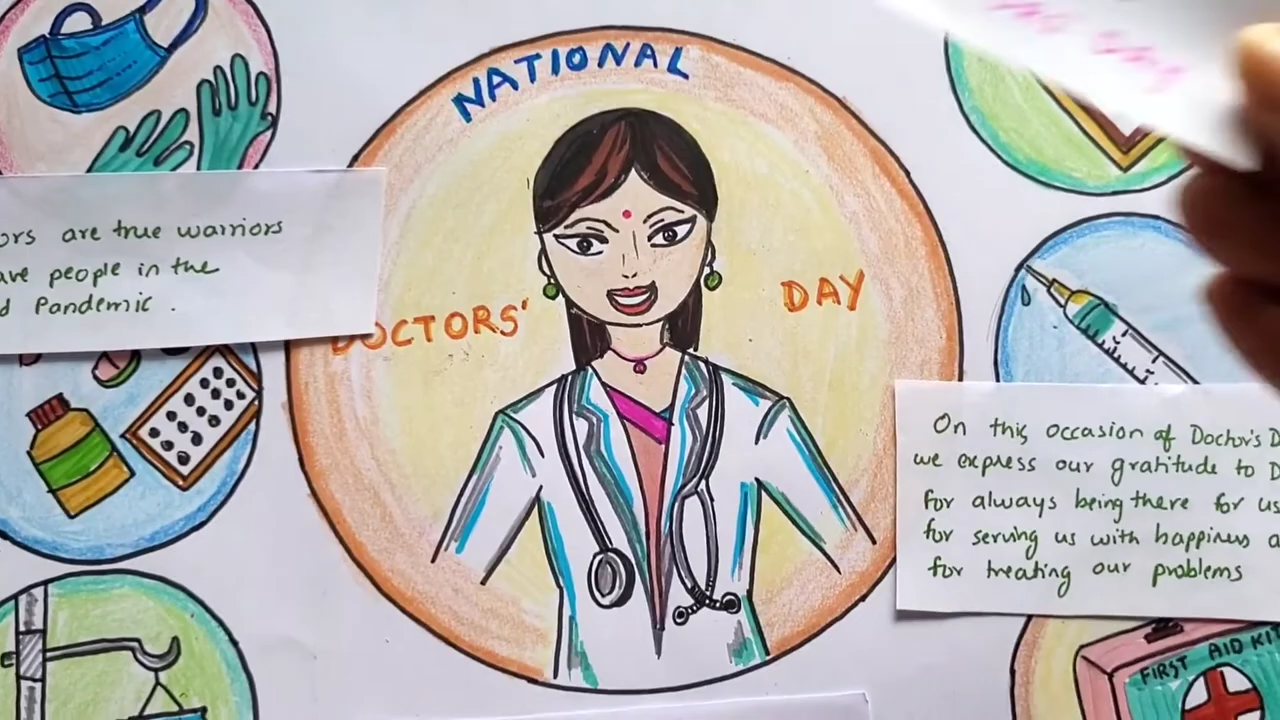 NATIONAL
DOCTORS' DAY
are true warriors
people in the
Pandemic.
On this occasion of Doctor's
we express our gratitude to
for always being there for us
for serving us with happiness
for treating our problems
FIRST AID KIT